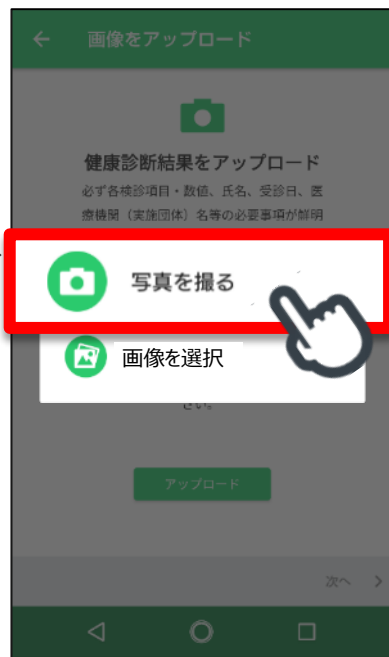 画像をアップロード
健康診断結果をアップロード
必ず各検診項目・数値、氏名、受診日、医
療機関（実施団体）名等の必要事項が鮮明
写真を撮る
画像を選択
さい。
アップロード
次へ